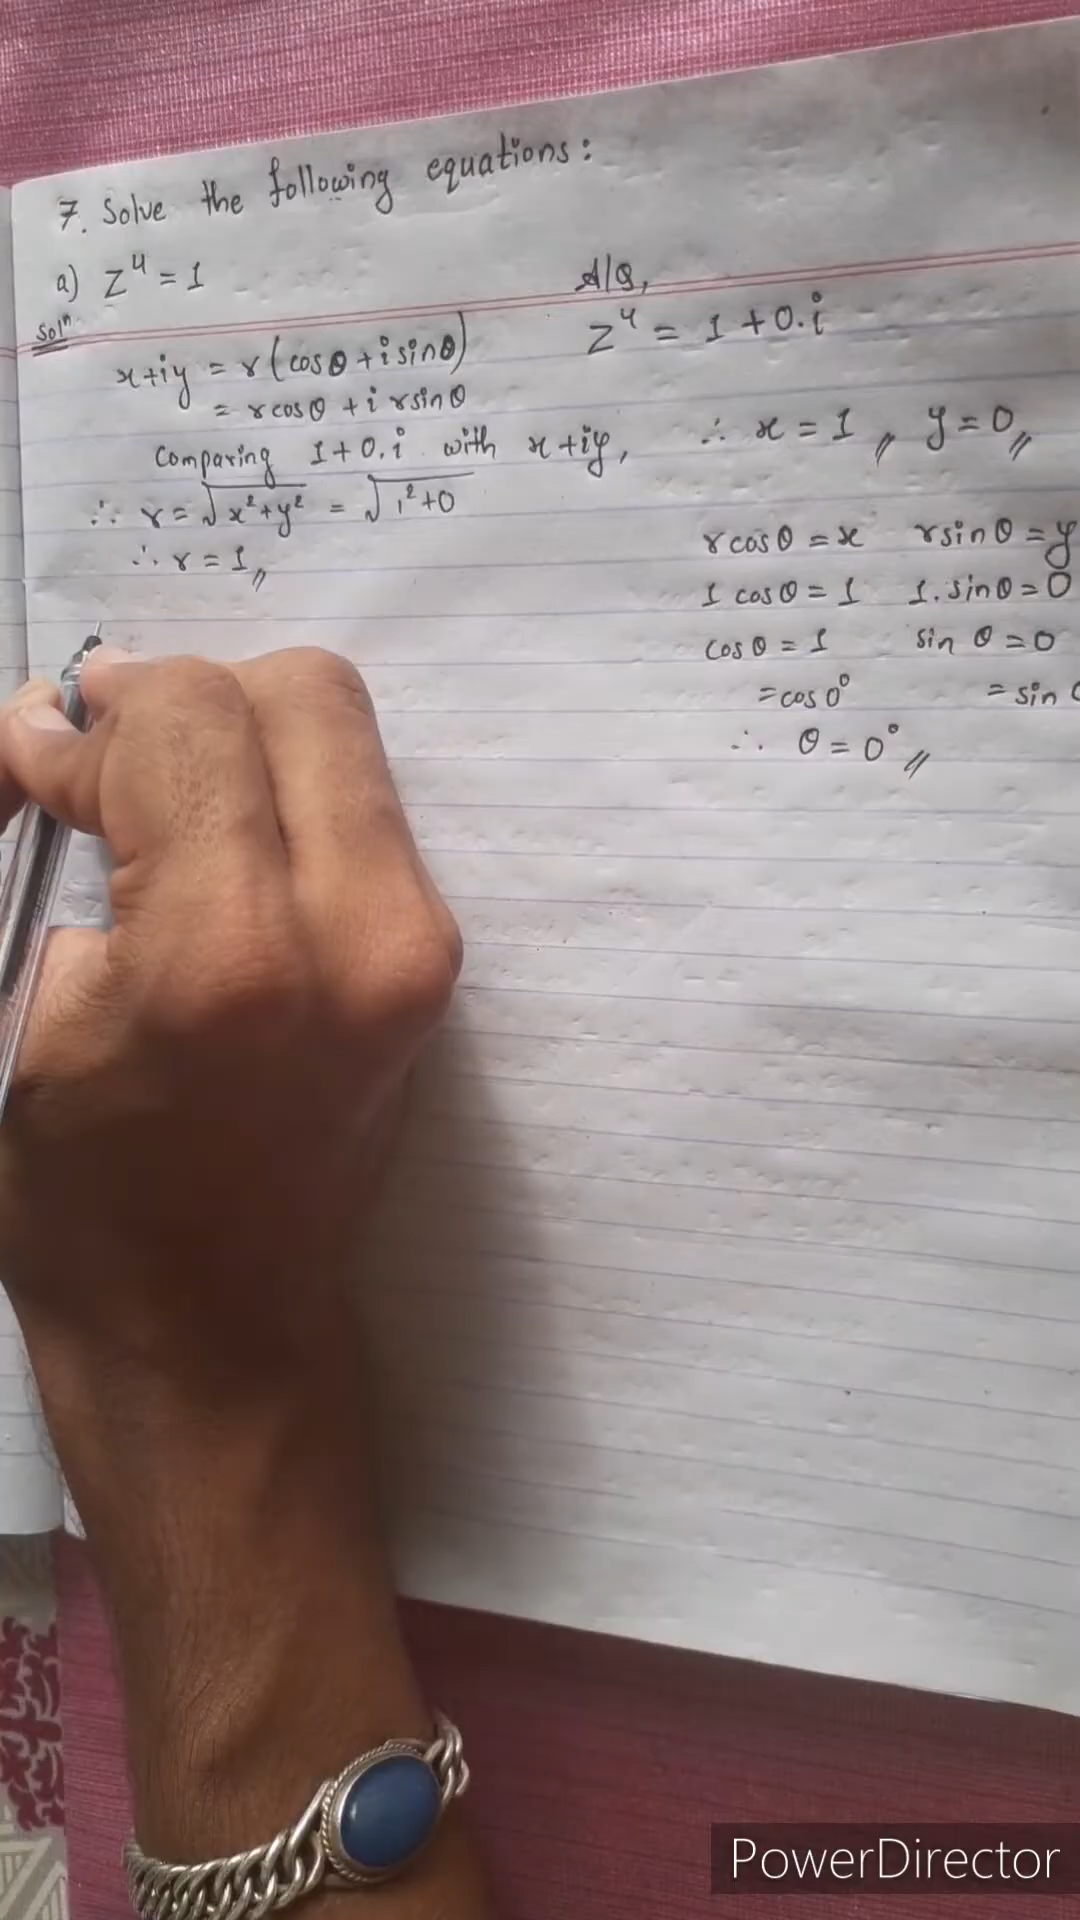 7. Solve the following equations:
a) z⁴ = 1
Solⁿ
x+iy = r(cosθ + i sinθ)
= r cosθ + i r sinθ
Comparing 1+0.i with x+iy,
∴ r = √x²+y² = √1²+0
∴ r = 1,,
A/Q,
z⁴ = 1 + 0.i
∴ x = 1 ,, y = 0,,
r cosθ = x r sinθ = y
1 cosθ = 1 1. sinθ = 0
cosθ = 1 sin θ = 0
= cos 0° = sin
∴ θ = 0°,,
PowerDirector